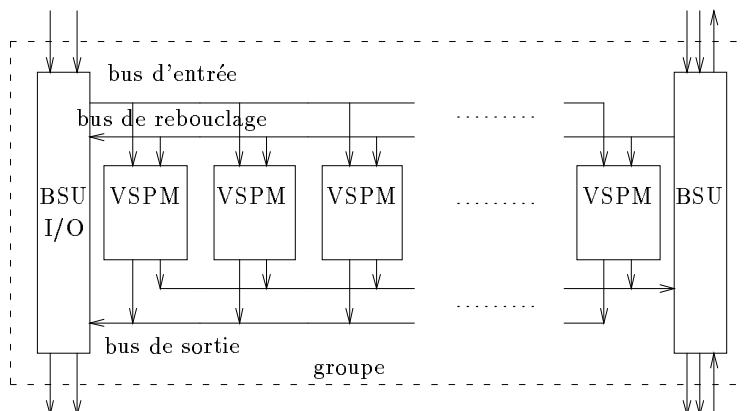 bus d'entrée
bus de rebouclage
BSU
I/O
VSPM
VSPM
VSPM
VSPM
BSU
bus de sortie
groupe